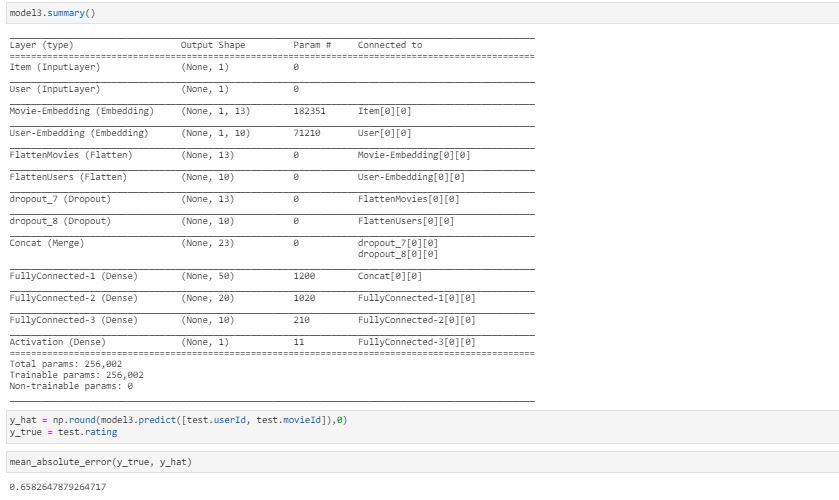 model3.summary()
Layer (type) Output Shape Param # Connected to
Item (InputLayer) (None, 1) 0
User (InputLayer) (None, 1) 0
Movie-Embedding (Embedding) (None, 1, 13) 182351 Item[0][0]
User-Embedding (Embedding) (None, 1, 10) 71210 User[0][0]
FlattenMovies (Flatten) (None, 13) 0 Movie-Embedding[0][0]
FlattenUsers (Flatten) (None, 10) 0 User-Embedding[0][0]
dropout_7 (Dropout) (None, 13) 0 FlattenMovies[0][0]
dropout_8 (Dropout) (None, 10) 0 FlattenUsers[0][0]
Concat (Merge) (None, 23) 0 dropout_7[0][0]
dropout_8[0][0]
FullyConnected-1 (Dense) (None, 50) 1200 Concat[0][0]
FullyConnected-2 (Dense) (None, 20) 1020 FullyConnected-1[0][0]
FullyConnected-3 (Dense) (None, 10) 210 FullyConnected-2[0][0]
Activation (Dense) (None, 1) 11 FullyConnected-3[0][0]
Total params: 256,002
Trainable params: 256,002
Non-trainable params: 0
y_hat = np.round(model3.predict([test.userId, test.movieId]),0)
y_true = test.rating
mean_absolute_error(y_true, y_hat)
0.6582647879264717